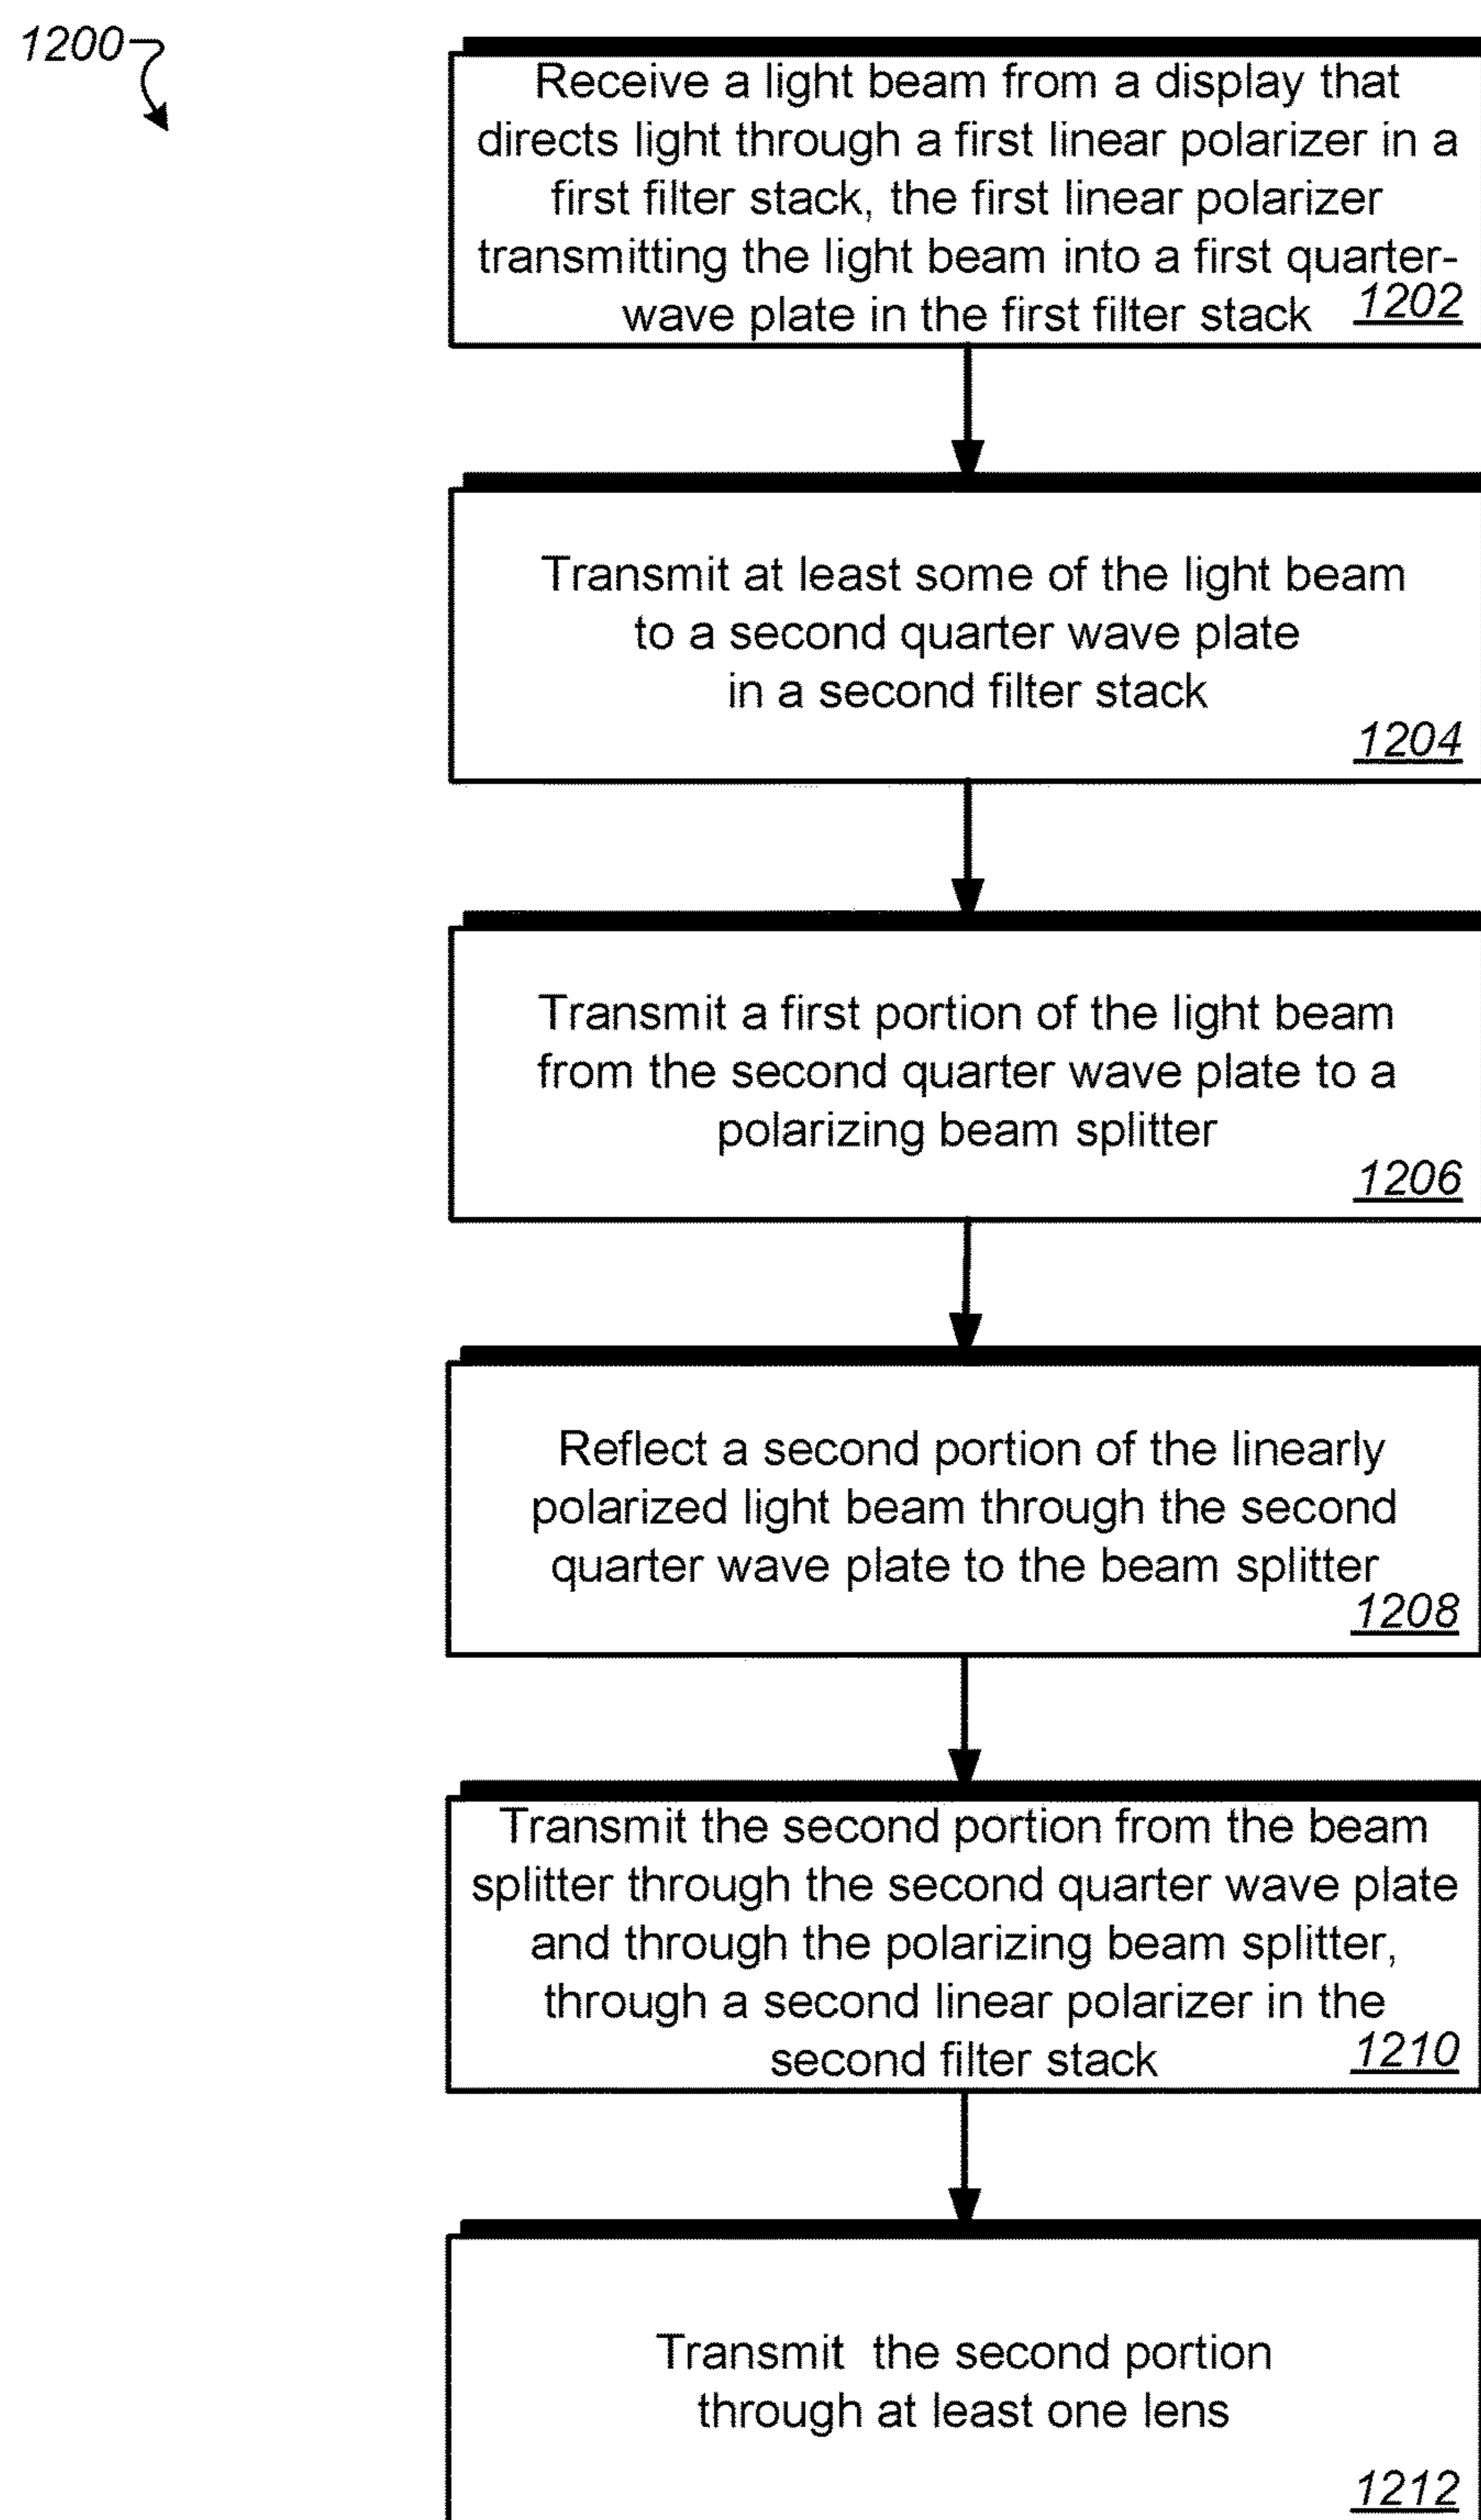 1200
Receive a light beam from a display that
directs light through a first linear polarizer in a
first filter stack, the first linear polarizer
transmitting the light beam into a first quarter-
wave plate in the first filter stack 1202
Transmit at least some of the light beam
to a second quarter wave plate
in a second filter stack
1204
Transmit a first portion of the light beam
from the second quarter wave plate to a
polarizing beam splitter
1206
Reflect a second portion of the linearly
polarized light beam through the second
quarter wave plate to the beam splitter
1208
Transmit the second portion from the beam
splitter through the second quarter wave plate
and through the polarizing beam splitter,
through a second linear polarizer in the
second filter stack 1210
Transmit the second portion
through at least one lens
1212